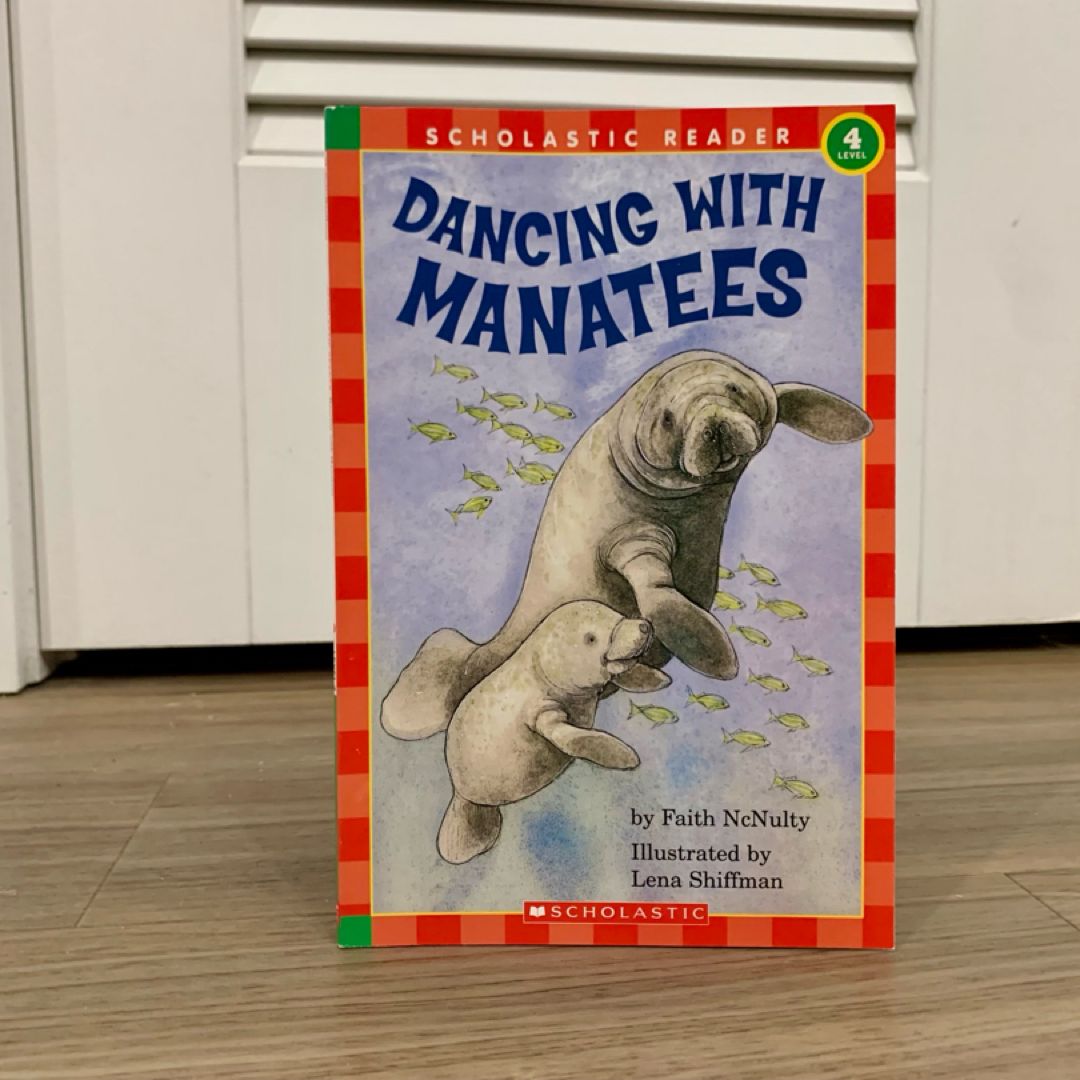 SCHOLASTIC READER
4
LEVEL
DANCING WITH
MANATEES
by Faith NcNulty
Illustrated by
Lena Shiffman
SCHOLASTIC